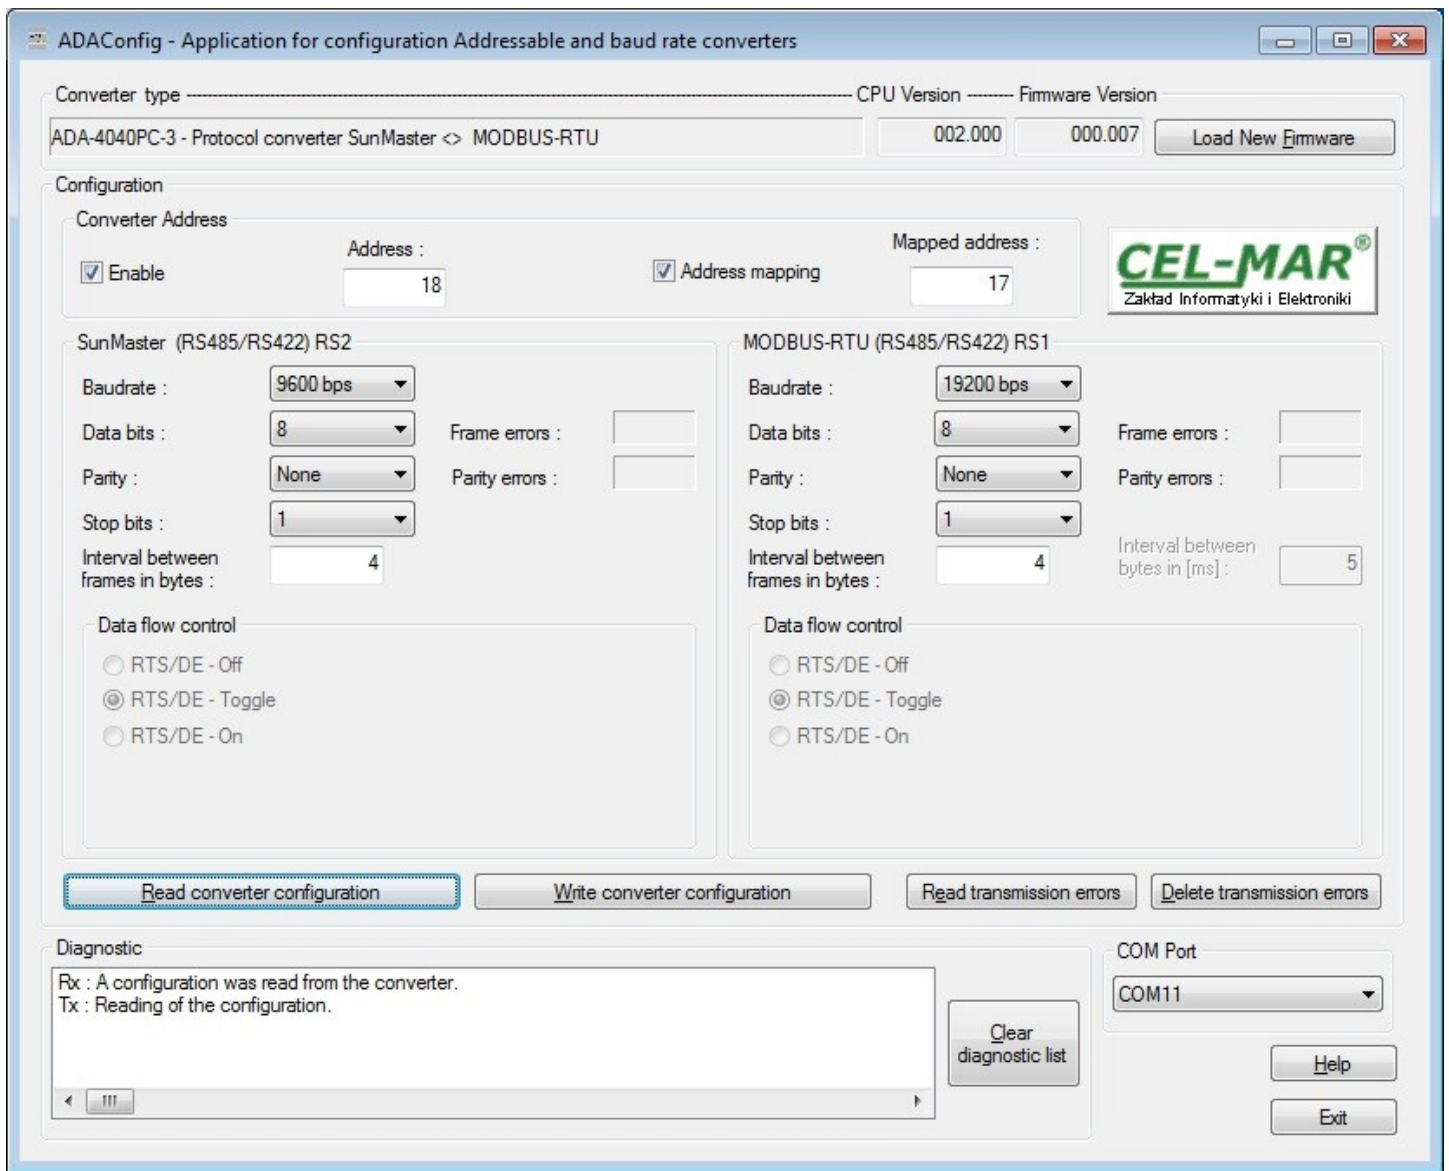 ADAConfig - Application for configuration Addressable and baud rate converters
Converter type CPU Version Firmware Version
ADA-4040PC-3 - Protocol converter SunMaster <> MODBUS-RTU 002.000 000.007 Load New Firmware
Configuration
Converter Address
Enable Address : 18 Address mapping Mapped address : 17
CEL-MAR®
Zakład Informatyki i Elektroniki
SunMaster (RS485/RS422) RS2
Baudrate : 9600 bps
Data bits : 8 Frame errors :
Parity : None Parity errors :
Stop bits : 1
Interval between
frames in bytes : 4
Data flow control
RTS/DE - Off
RTS/DE - Toggle
RTS/DE - On
MODBUS-RTU (RS485/RS422) RS1
Baudrate : 19200 bps
Data bits : 8 Frame errors :
Parity : None Parity errors :
Stop bits : 1
Interval between
frames in bytes : 4
Interval between
bytes in [ms] : 5
Data flow control
RTS/DE - Off
RTS/DE - Toggle
RTS/DE - On
Read converter configuration Write converter configuration Read transmission errors Delete transmission errors
Diagnostic
Rx : A configuration was read from the converter.
Tx : Reading of the configuration.
Clear
diagnostic list
COM Port
COM11
Help
Exit